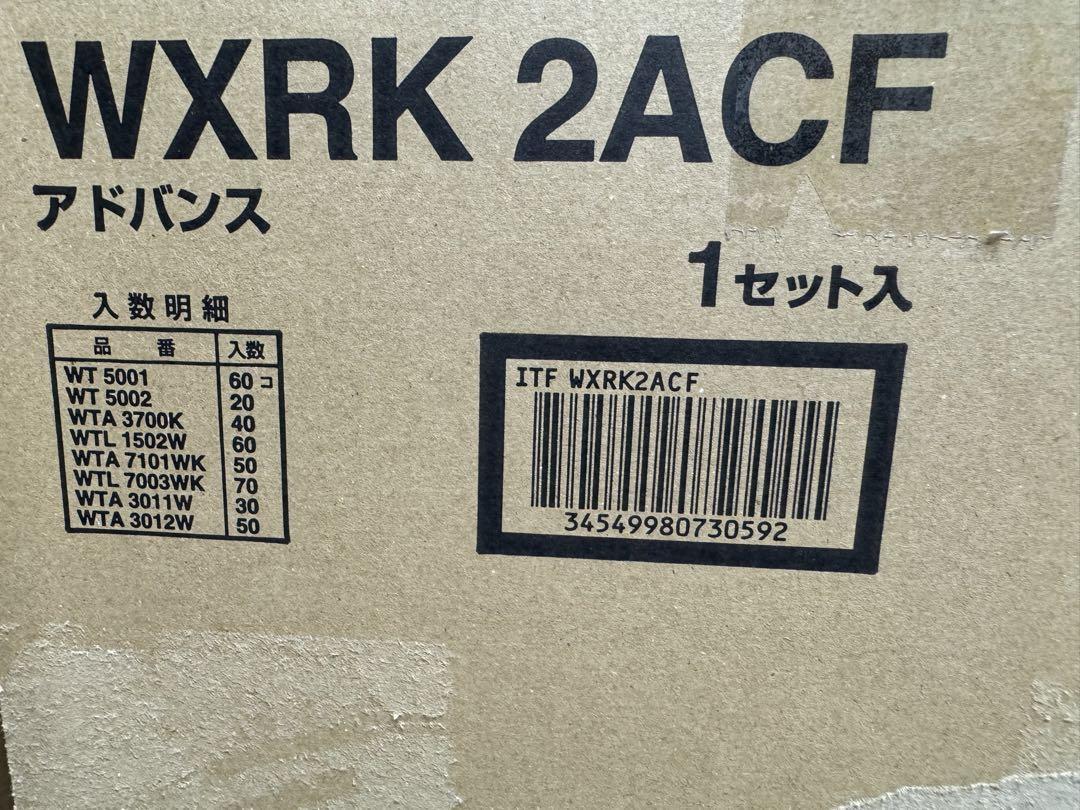 WXRK 2ACF
アドバンス
1セット入
入数明細
品番 入数
WT 5001 60コ
WT 5002 20
WTA 3700K 40
WTL 1502W 60
WTA 7101WK 50
WTL 7003WK 70
WTA 3011W 30
WTA 3012W 50
ITF WXRK2ACF
34549980730592